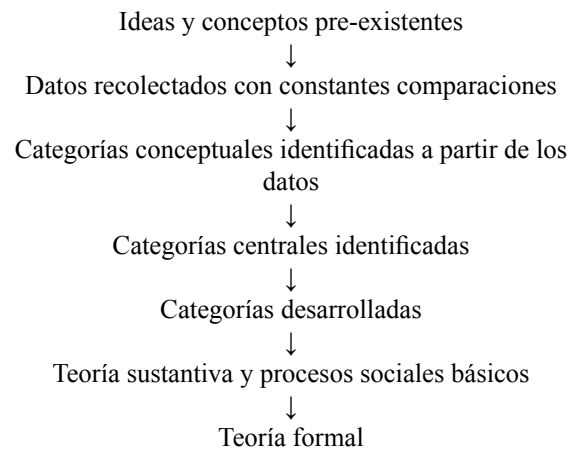 Ideas y conceptos pre-existentes
↓
Datos recolectados con constantes comparaciones
↓
Categorías conceptuales identificadas a partir de los
datos
↓
Categorías centrales identificadas
↓
Categorías desarrolladas
↓
Teoría sustantiva y procesos sociales básicos
↓
Teoría formal